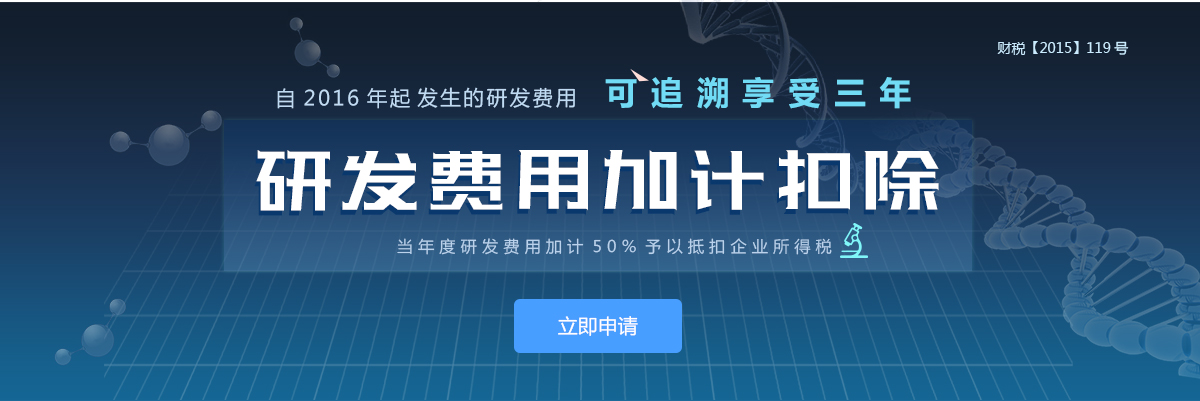 财税【2015】119号
自2016年起 发生的研发费用 可追溯享受三年
研发费用加计扣除
当年度研发费用加计50%予以抵扣企业所得税
立即申请